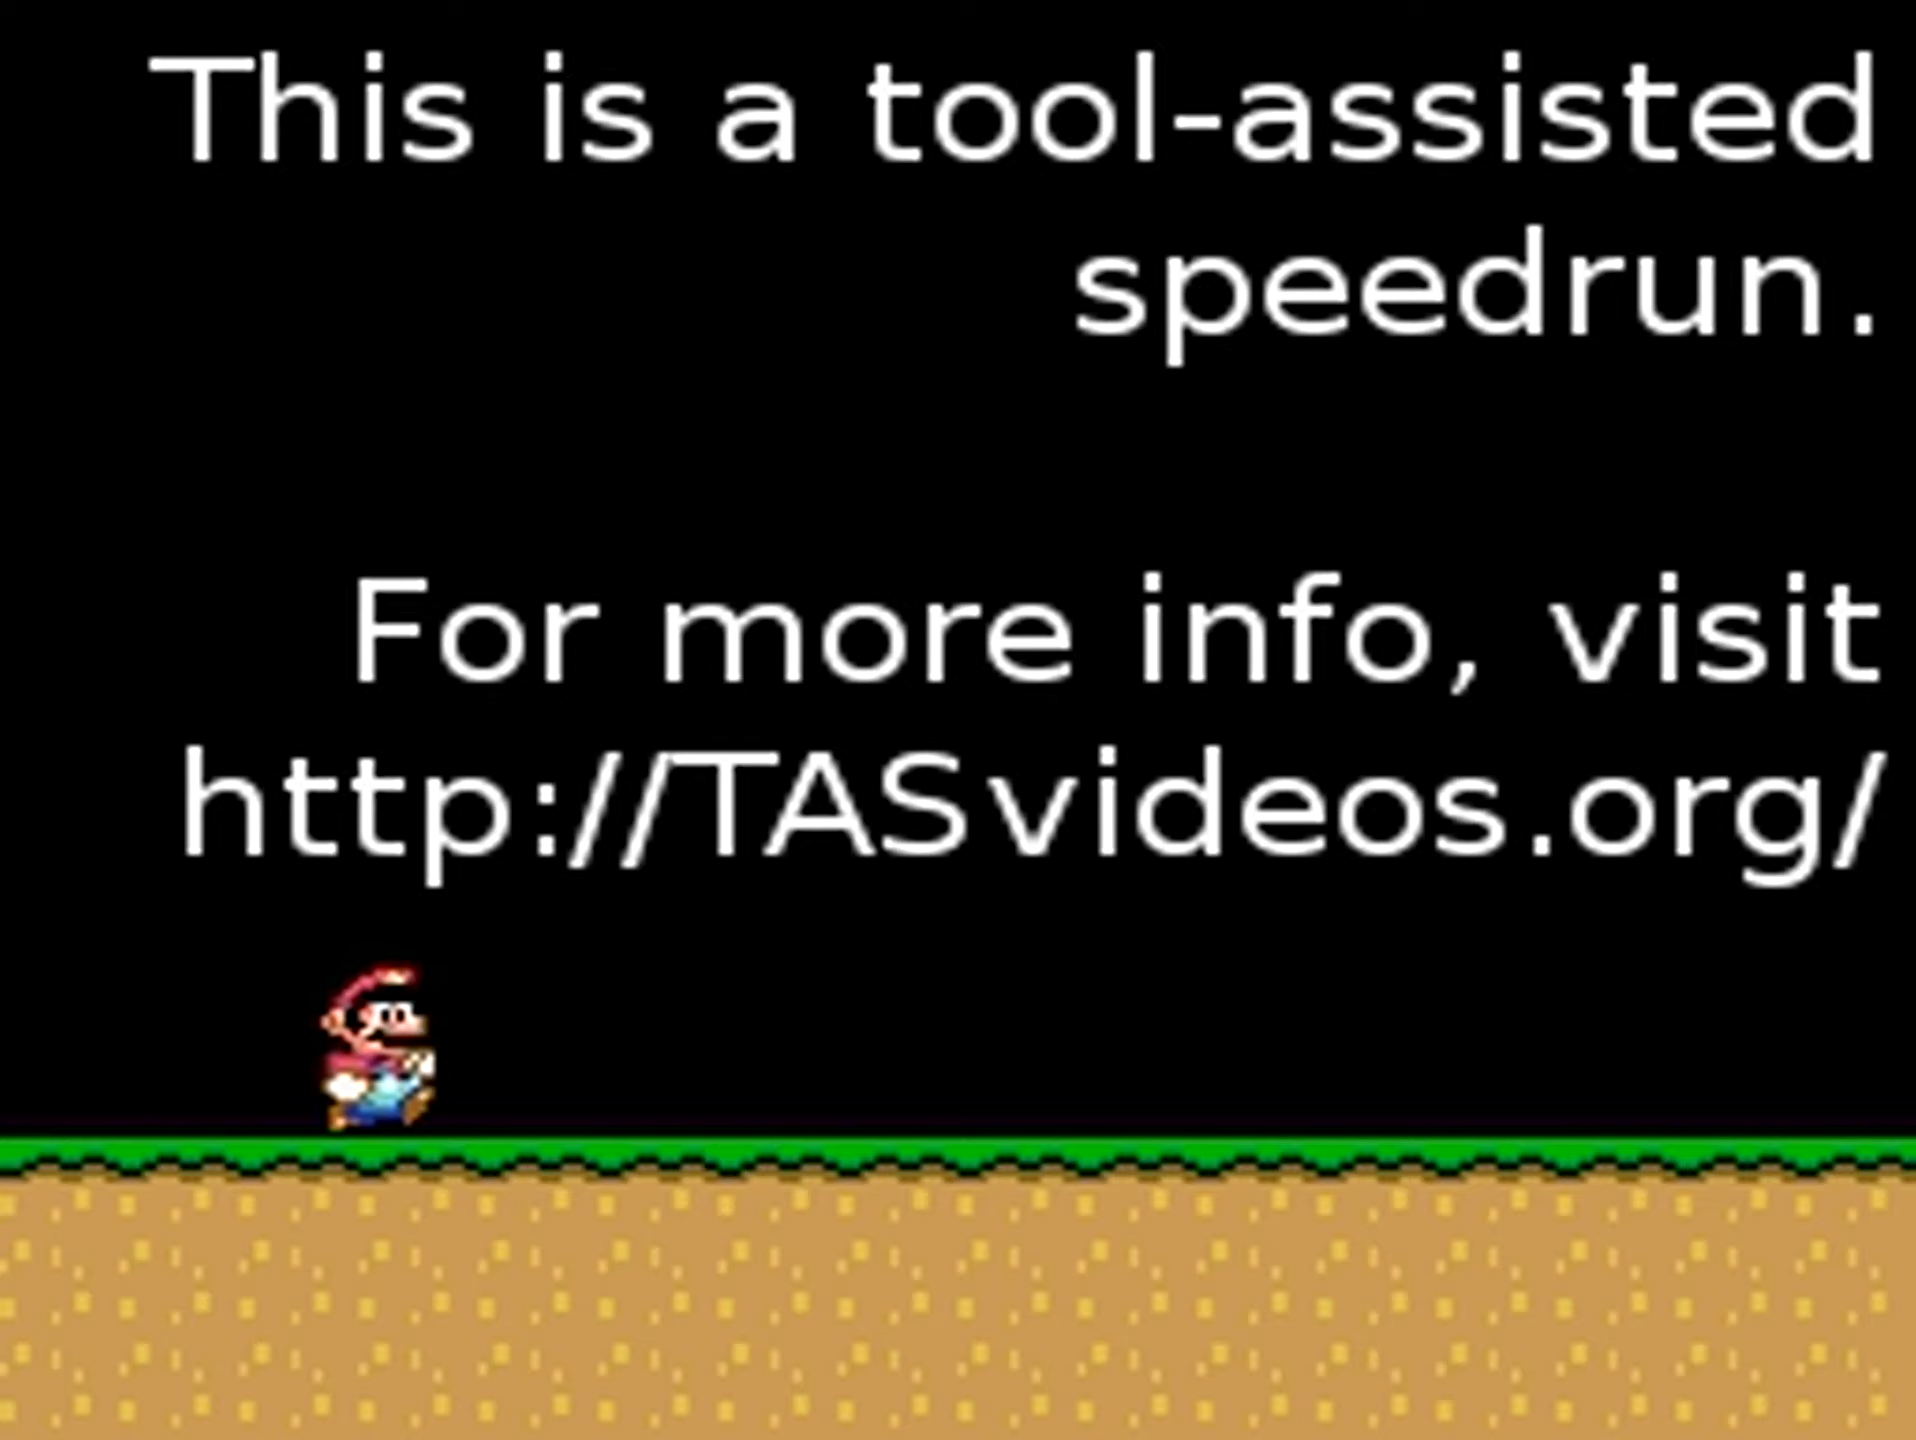 This is a tool-assisted
speedrun.
For more info, visit
http://TASvideos.org/